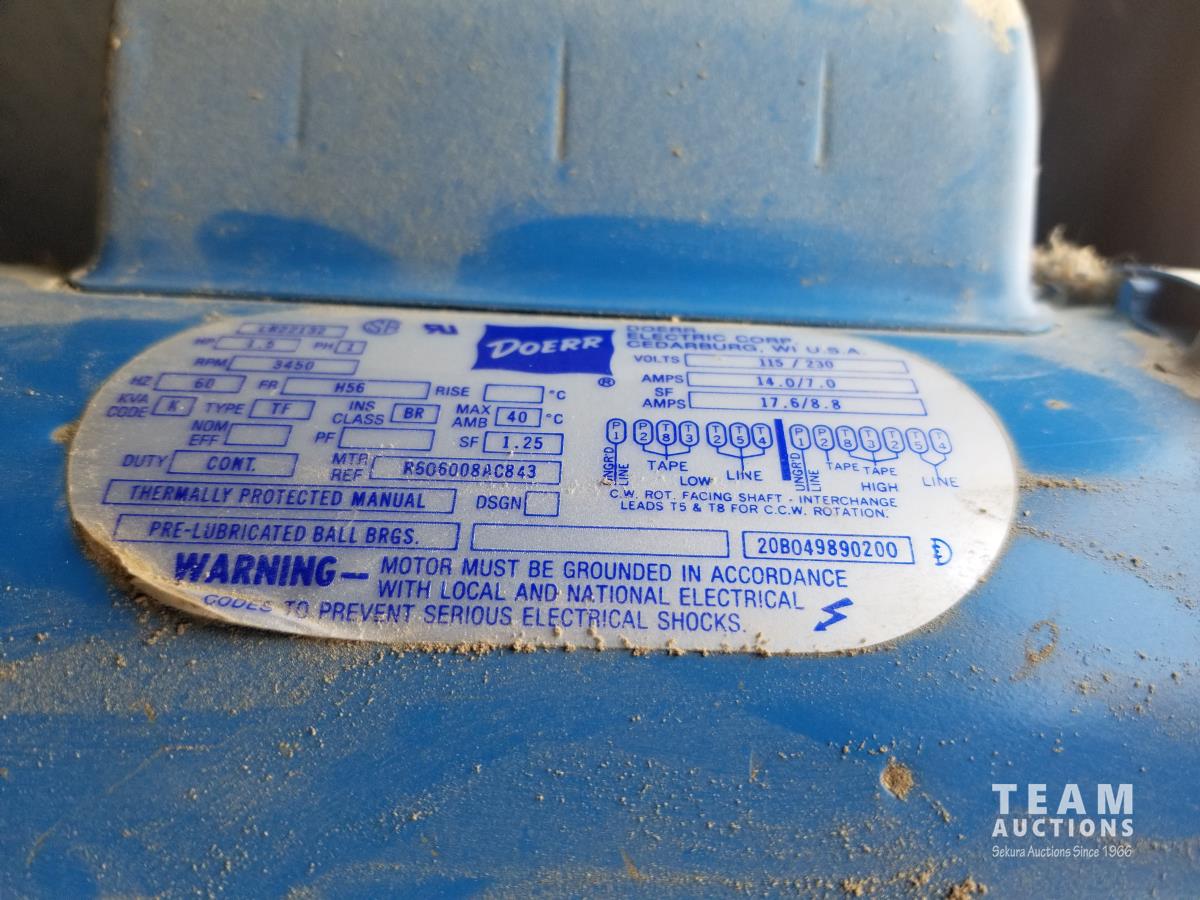 LR22132
HP 1.5 PH 1
RPM 3450
HZ 60 FR H56 RISE °C
KVA CODE K TYPE TF INS CLASS BR MAX AMB 40 °C
NOM EFF PF SF 1.25
DUTY CONT. MTR REF R606008AC843
THERMALLY PROTECTED MANUAL DSGN
PRE-LUBRICATED BALL BRGS. 20B049890200
DOERR ®
DOERR
ELECTRIC CORP.
CEDARBURG, WI U.S.A.
VOLTS 115 / 230
AMPS 14.0/7.0
SF AMPS 17.6/8.8
P1 P2 T8 T3 T2 T5 T4 P1 P2 T8 T3 T2 T5 T4
UNGR'D LINE TAPE LINE UNGR'D LINE TAPE TAPE LINE
LOW HIGH
C.W. ROT. FACING SHAFT - INTERCHANGE
LEADS T5 & T8 FOR C.C.W. ROTATION.
WARNING— MOTOR MUST BE GROUNDED IN ACCORDANCE
WITH LOCAL AND NATIONAL ELECTRICAL
CODES TO PREVENT SERIOUS ELECTRICAL SHOCKS.
TEAM
AUCTIONS
Sekura Auctions Since 1966